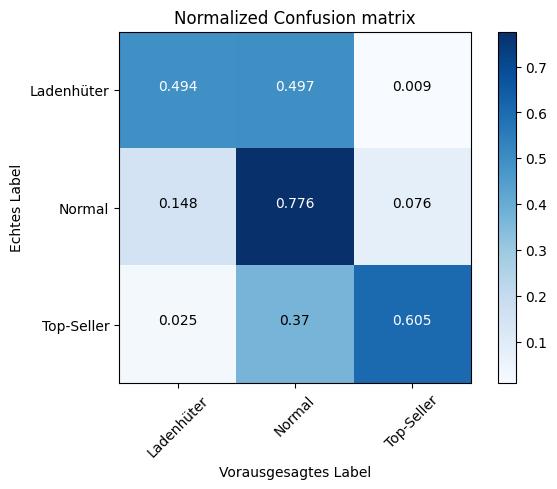 Normalized Confusion matrix
Echtes Label
Ladenhüter
0.494 0.497 0.009
Normal
0.148 0.776 0.076
Top-Seller
0.025 0.37 0.605
Ladenhüter Normal Top-Seller
Vorausgesagtes Label
0.7
0.6
0.5
0.4
0.3
0.2
0.1